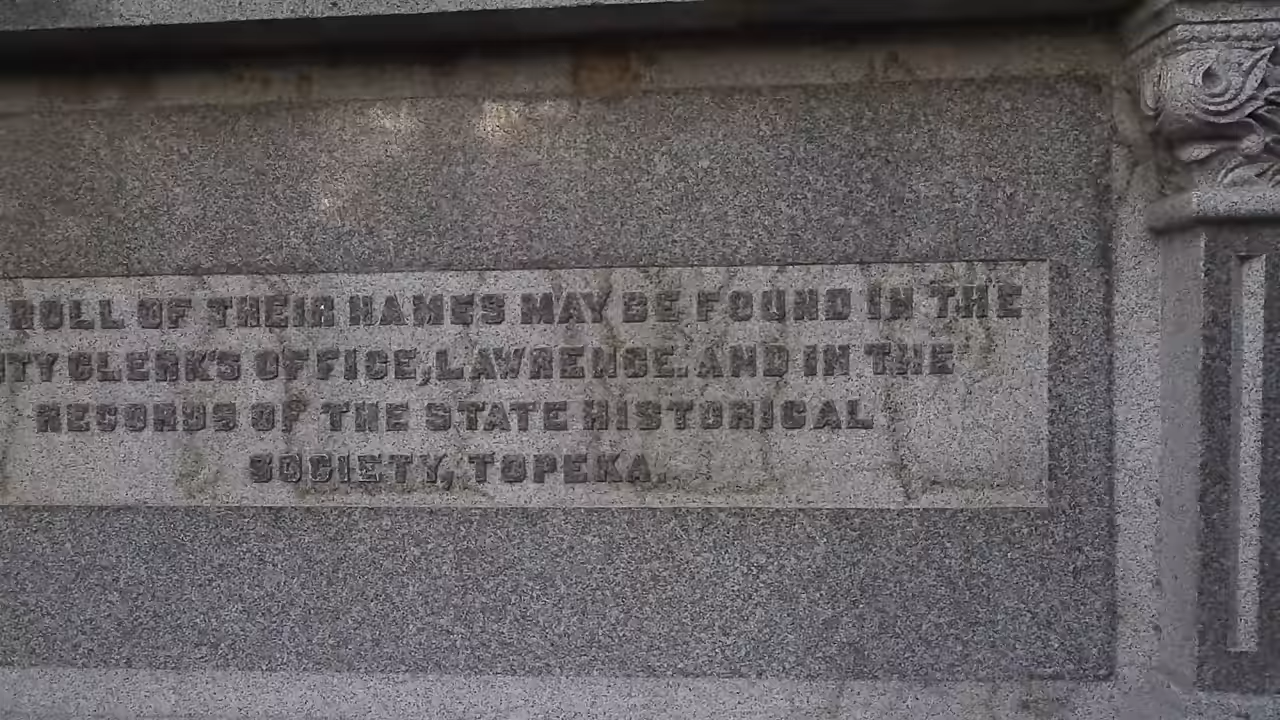 ROLL OF THEIR NAMES MAY BE FOUND IN THE
TY CLERK'S OFFICE, LAWRENCE. AND IN THE
RECORDS OF THE STATE HISTORICAL
SOCIETY, TOPEKA.